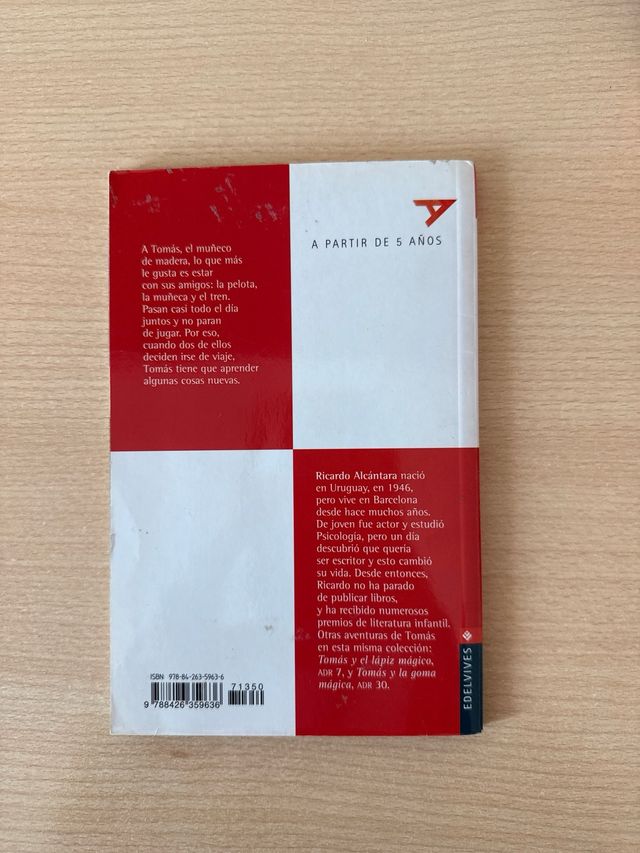 A Tomás, el muñeco
de madera, lo que más
le gusta es estar
con sus amigos: la pelota,
la muñeca y el tren.
Pasan casi todo el día
juntos y no paran
de jugar. Por eso,
cuando dos de ellos
deciden irse de viaje,
Tomás tiene que aprender
algunas cosas nuevas.
A PARTIR DE 5 AÑOS
Ricardo Alcántara nació
en Uruguay, en 1946,
pero vive en Barcelona
desde hace muchos años.
De joven fue actor y estudió
Psicología, pero un día
descubrió que quería
ser escritor y esto cambió
su vida. Desde entonces,
Ricardo no ha parado
de publicar libros,
y ha recibido numerosos
premios de literatura infantil.
Otras aventuras de Tomás
en esta misma colección:
Tomás y el lápiz mágico,
ADR 7, y Tomás y la goma
mágica, ADR 30.
ISBN 978-84-263-5963-6
71350
9 788426 359636
EDELVIVES